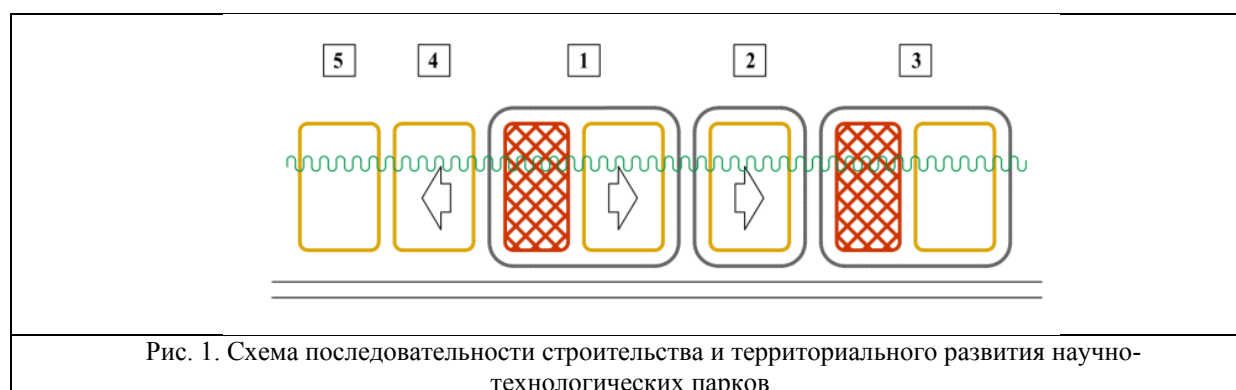 5 4 1 2 3
Рис. 1. Схема последовательности строительства и территориального развития научно-
технологических парков